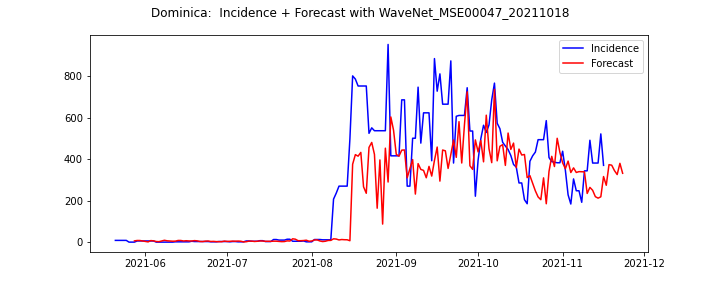 Dominica:  Incidence + Forecast with WaveNet_MSE00047_20211018
Incidence
Forecast
800
600
400
200
0
2021-06 2021-07 2021-08 2021-09 2021-10 2021-11 2021-12